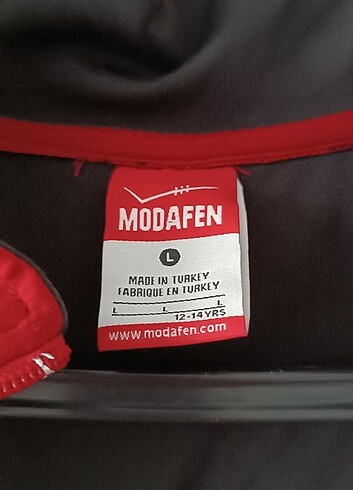 MODAFEN
L
MADE IN TURKEY
FABRIQUE EN TURKEY
L L L
12-14YRS
www.modafen.com